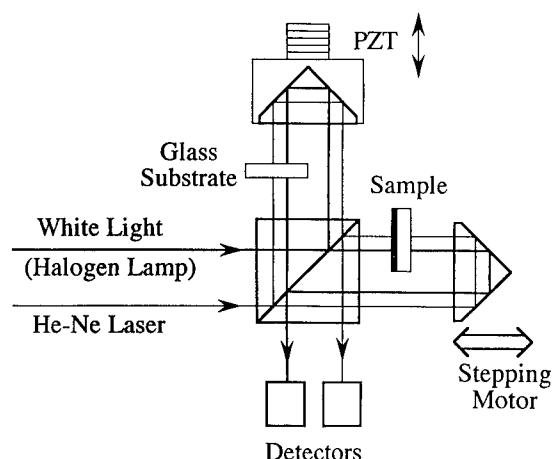 PZT
Glass
Substrate
Sample
White Light
(Halogen Lamp)
He-Ne Laser
Stepping
Motor
Detectors